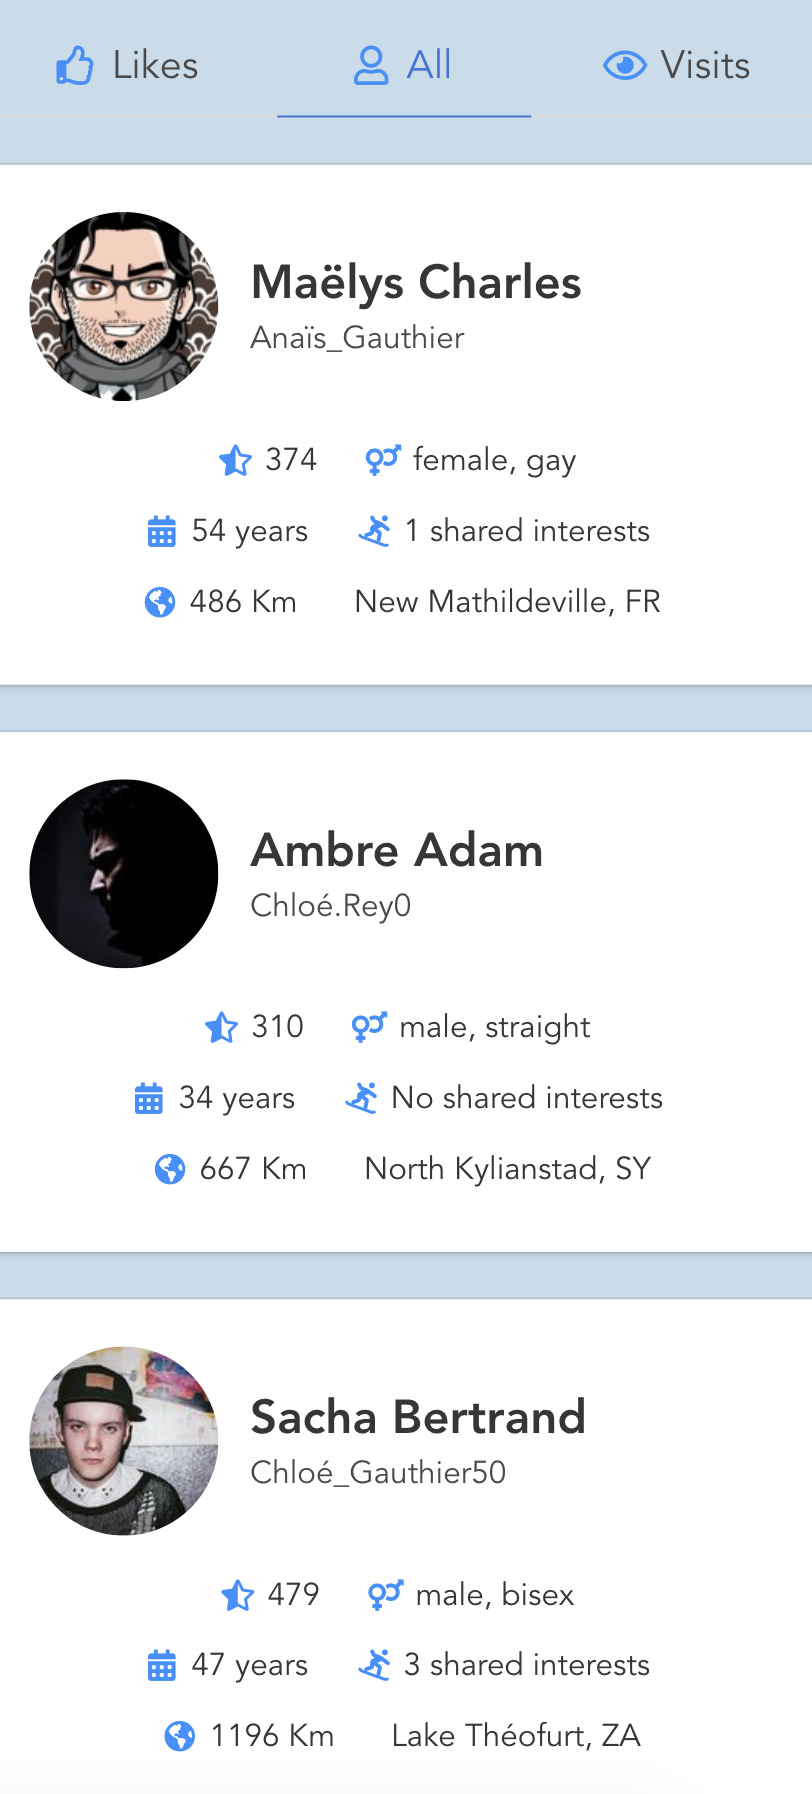 Likes All Visits
Maëlys Charles
Anaïs_Gauthier
374 female, gay
54 years 1 shared interests
486 Km New Mathildeville, FR
Ambre Adam
Chloé.Rey0
310 male, straight
34 years No shared interests
667 Km North Kylianstad, SY
Sacha Bertrand
Chloé_Gauthier50
479 male, bisex
47 years 3 shared interests
1196 Km Lake Théofurt, ZA